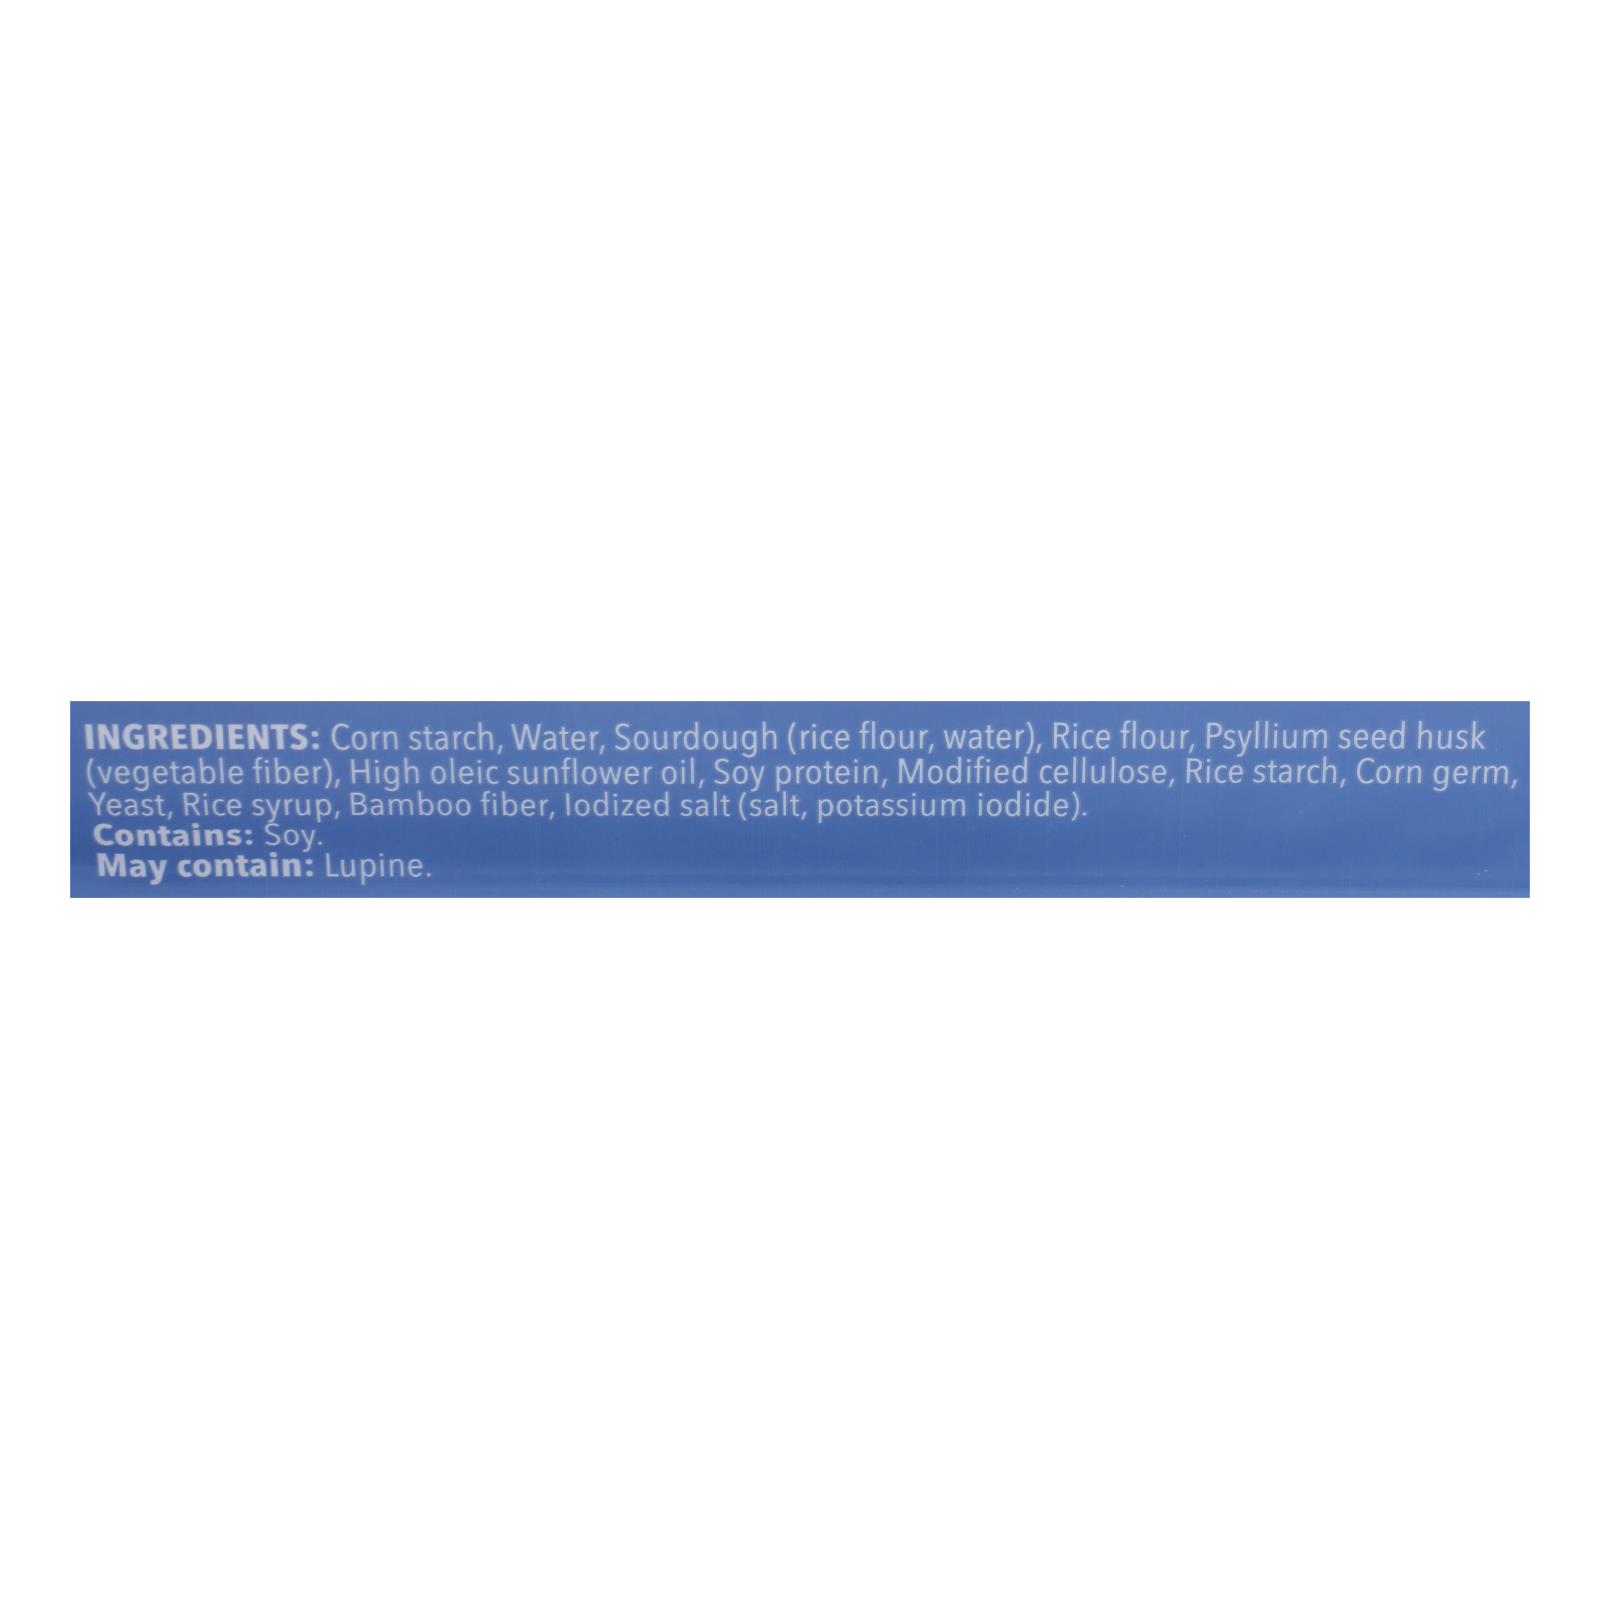 INGREDIENTS: Corn starch, Water, Sourdough (rice flour, water), Rice flour, Psyllium seed husk
(vegetable fiber), High oleic sunflower oil, Soy protein, Modified cellulose, Rice starch, Corn germ,
Yeast, Rice syrup, Bamboo fiber, Iodized salt (salt, potassium iodide).
Contains: Soy.
May contain: Lupine.